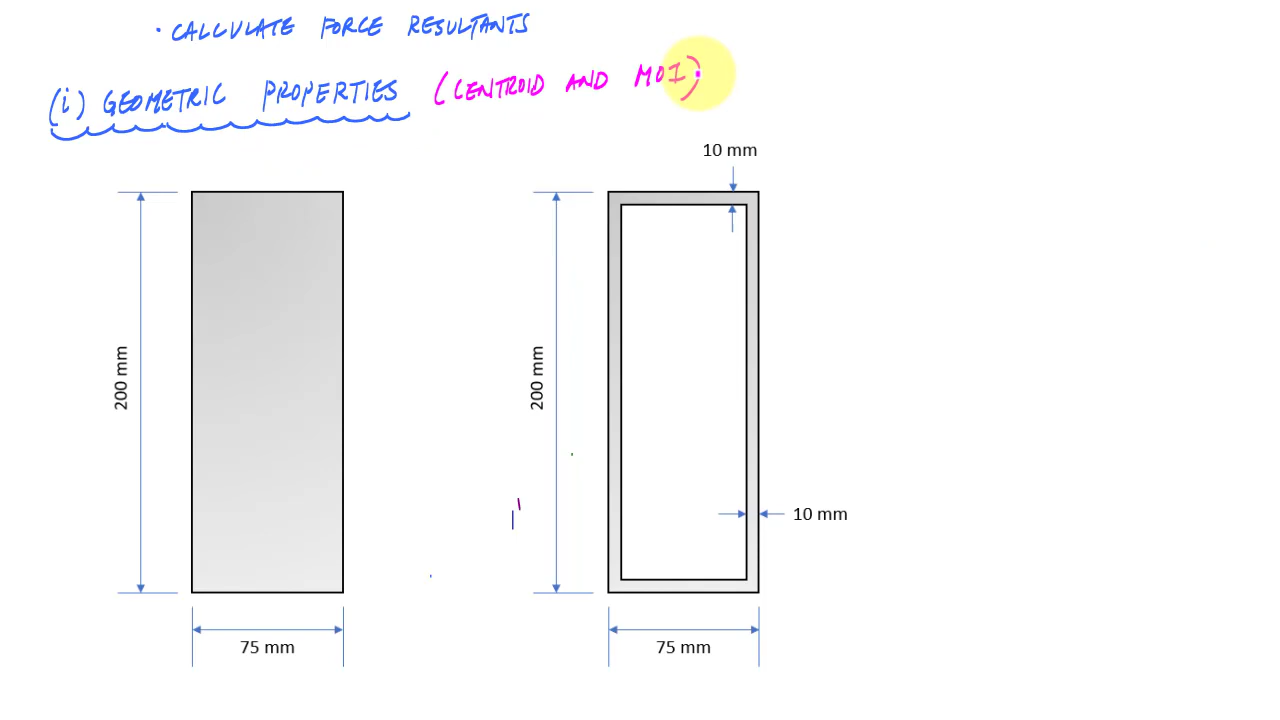 • CALCULATE FORCE RESULTANTS
(i) GEOMETRIC PROPERTIES (CENTROID AND MOI)
10 mm
200 mm
200 mm
10 mm
75 mm
75 mm